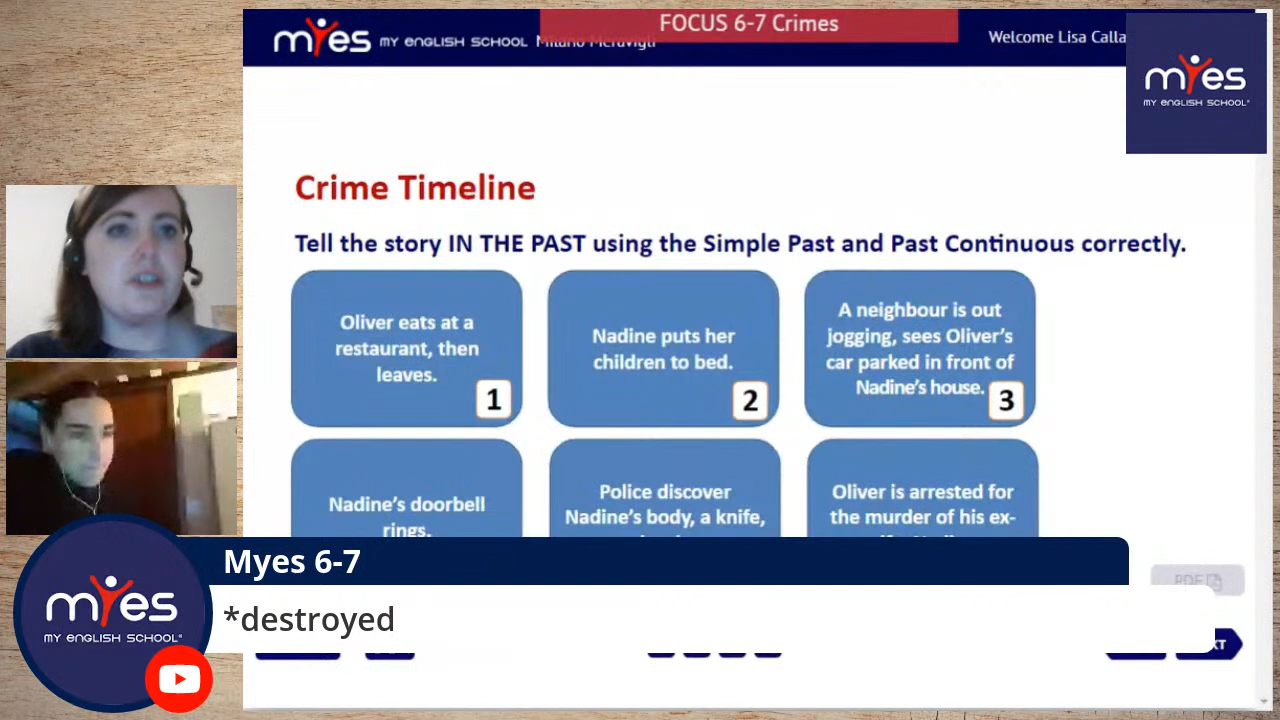 FOCUS 6-7 Crimes
myes MY ENGLISH SCHOOL Milano Meravigli
Welcome Lisa Calla
myes
MY ENGLISH SCHOOL
Crime Timeline
Tell the story IN THE PAST using the Simple Past and Past Continuous correctly.
Oliver eats at a
restaurant, then
leaves.
1
Nadine puts her
children to bed.
2
A neighbour is out
jogging, sees Oliver's
car parked in front of
Nadine's house.
3
Nadine's doorbell
rings.
Police discover
Nadine's body, a knife,
Oliver is arrested for
the murder of his ex-
PDF
Myes 6-7
*destroyed
myes
MY ENGLISH SCHOOL